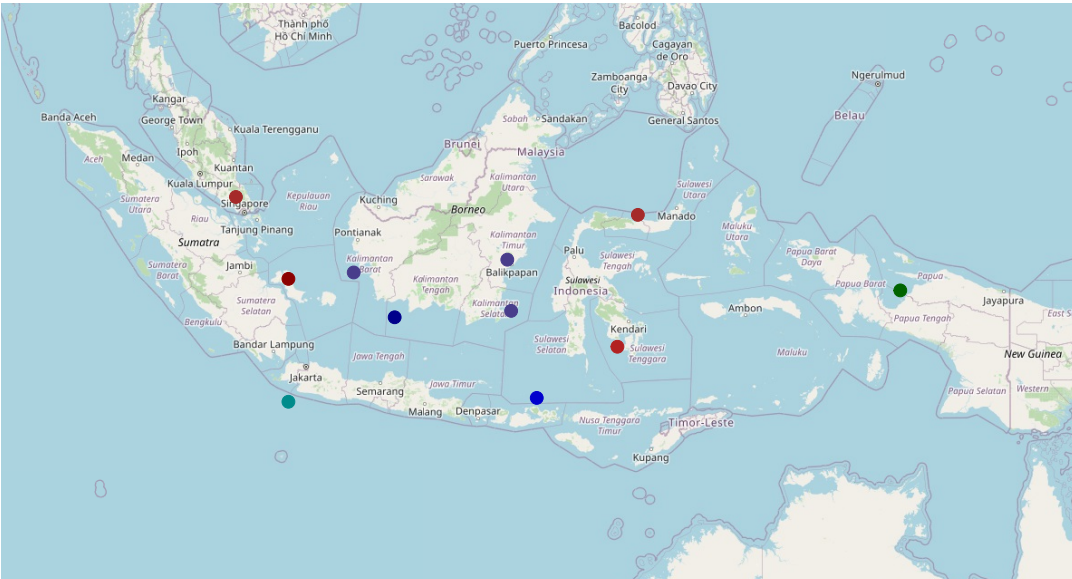 Thành phố
Hồ Chí Minh
Bacolod
Puerto Princesa
Cagayan
de Oro
Zamboanga
City
Davao City
General Santos
Ngerulmud
Belau
Kangar
George Town
Kuala Terengganu
Banda Aceh
Aceh
Medan
Ipoh
Kuantan
Kuala Lumpur
Singapore
Sumatera
Utara
Riau
Tanjung Pinang
Kepulauan
Riau
Sumatra
Sumatera
Barat
Jambi
Sumatera
Selatan
Bengkulu
Bandar Lampung
Sabah
Sandakan
Brunei
Malaysia
Sarawak
Kalimantan
Utara
Kuching
Borneo
Pontianak
Kalimantan
Timur
Kalimantan
Barat
Balikpapan
Kalimantan
Tengah
Kalimantan
Selatan
Sulawesi
Utara
Manado
Maluku
Utara
Palu
Sulawesi
Tengah
Sulawesi
Indonesia
Kendari
Sulawesi
Selatan
Sulawesi
Tenggara
Papua Barat
Daya
Papua Barat
Papua
Jayapura
Papua Tengah
East S
New Guinea
Papua Selatan
Western
Ambon
Maluku
Jakarta
Jawa Tengah
Semarang
Jawa Timur
Malang
Denpasar
Nusa Tenggara
Timur
Timor-Leste
Kupang